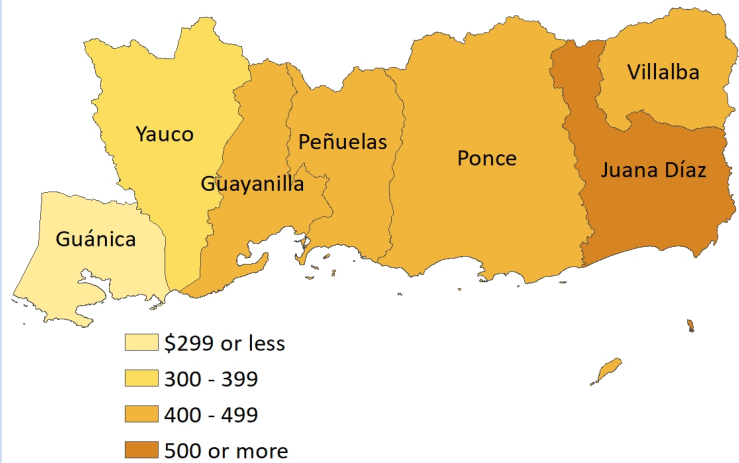 Villalba
Yauco
Peñuelas
Ponce
Juana Díaz
Guayanilla
Guánica
$299 or less
300 - 399
400 - 499
500 or more